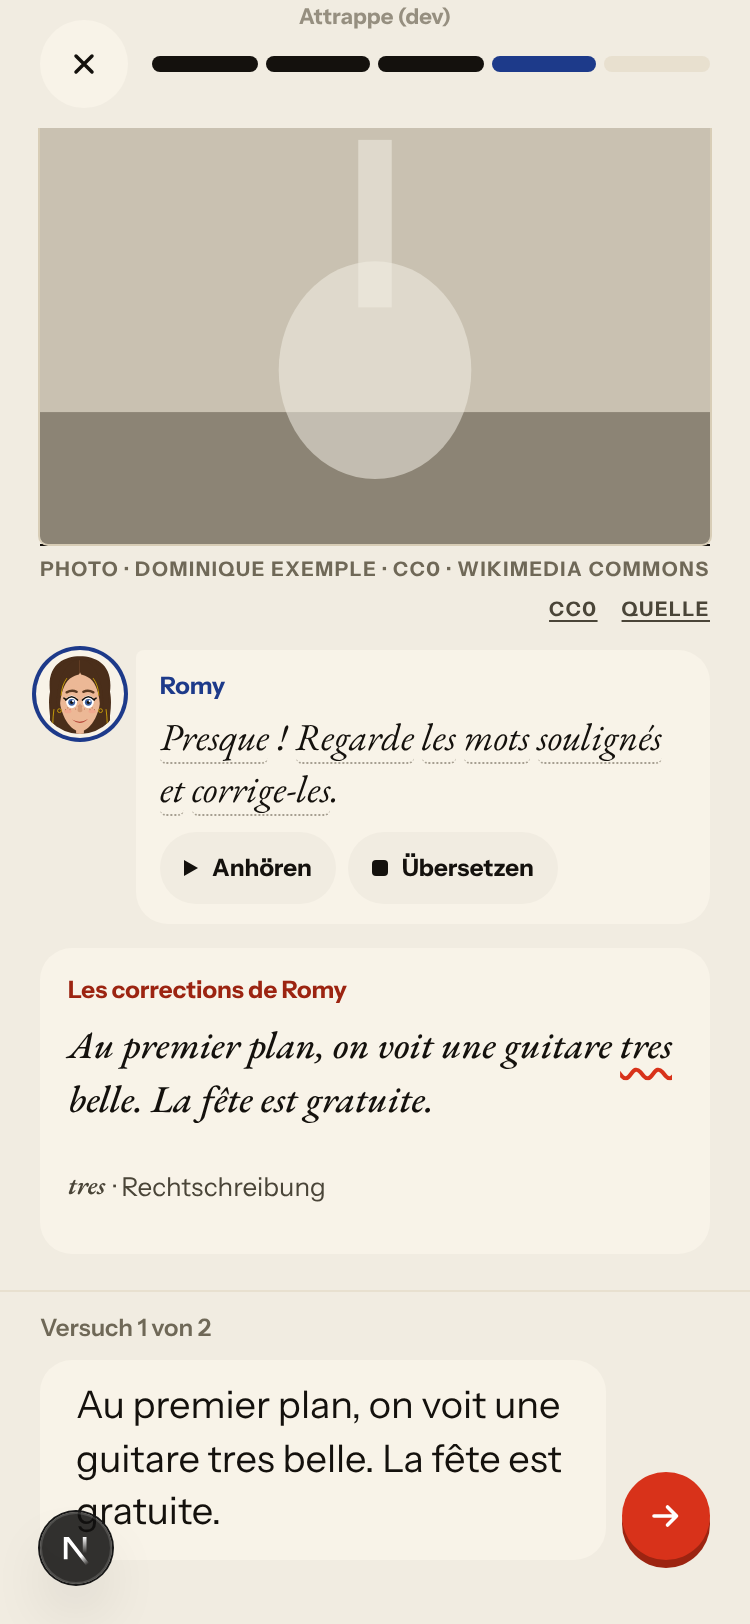 Attrappe (dev)
PHOTO · DOMINIQUE EXEMPLE · CC0 · WIKIMEDIA COMMONS
CC0 QUELLE
Romy
Presque ! Regarde les mots soulignés
et corrige-les.
Anhören Übersetzen
Les corrections de Romy
Au premier plan, on voit une guitare tres
belle. La fête est gratuite.
tres · Rechtschreibung
Versuch 1 von 2
Au premier plan, on voit une
guitare tres belle. La fête est
gratuite.
N